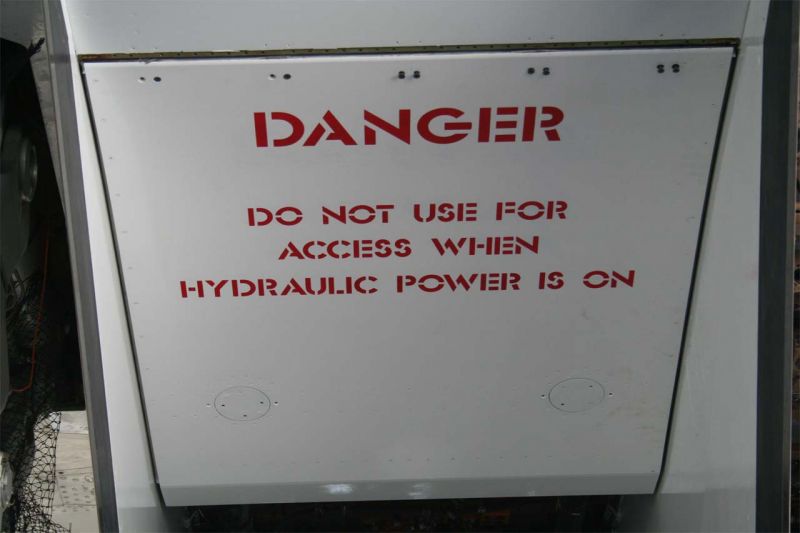 DANGER
DO NOT USE FOR
ACCESS WHEN
HYDRAULIC POWER IS ON